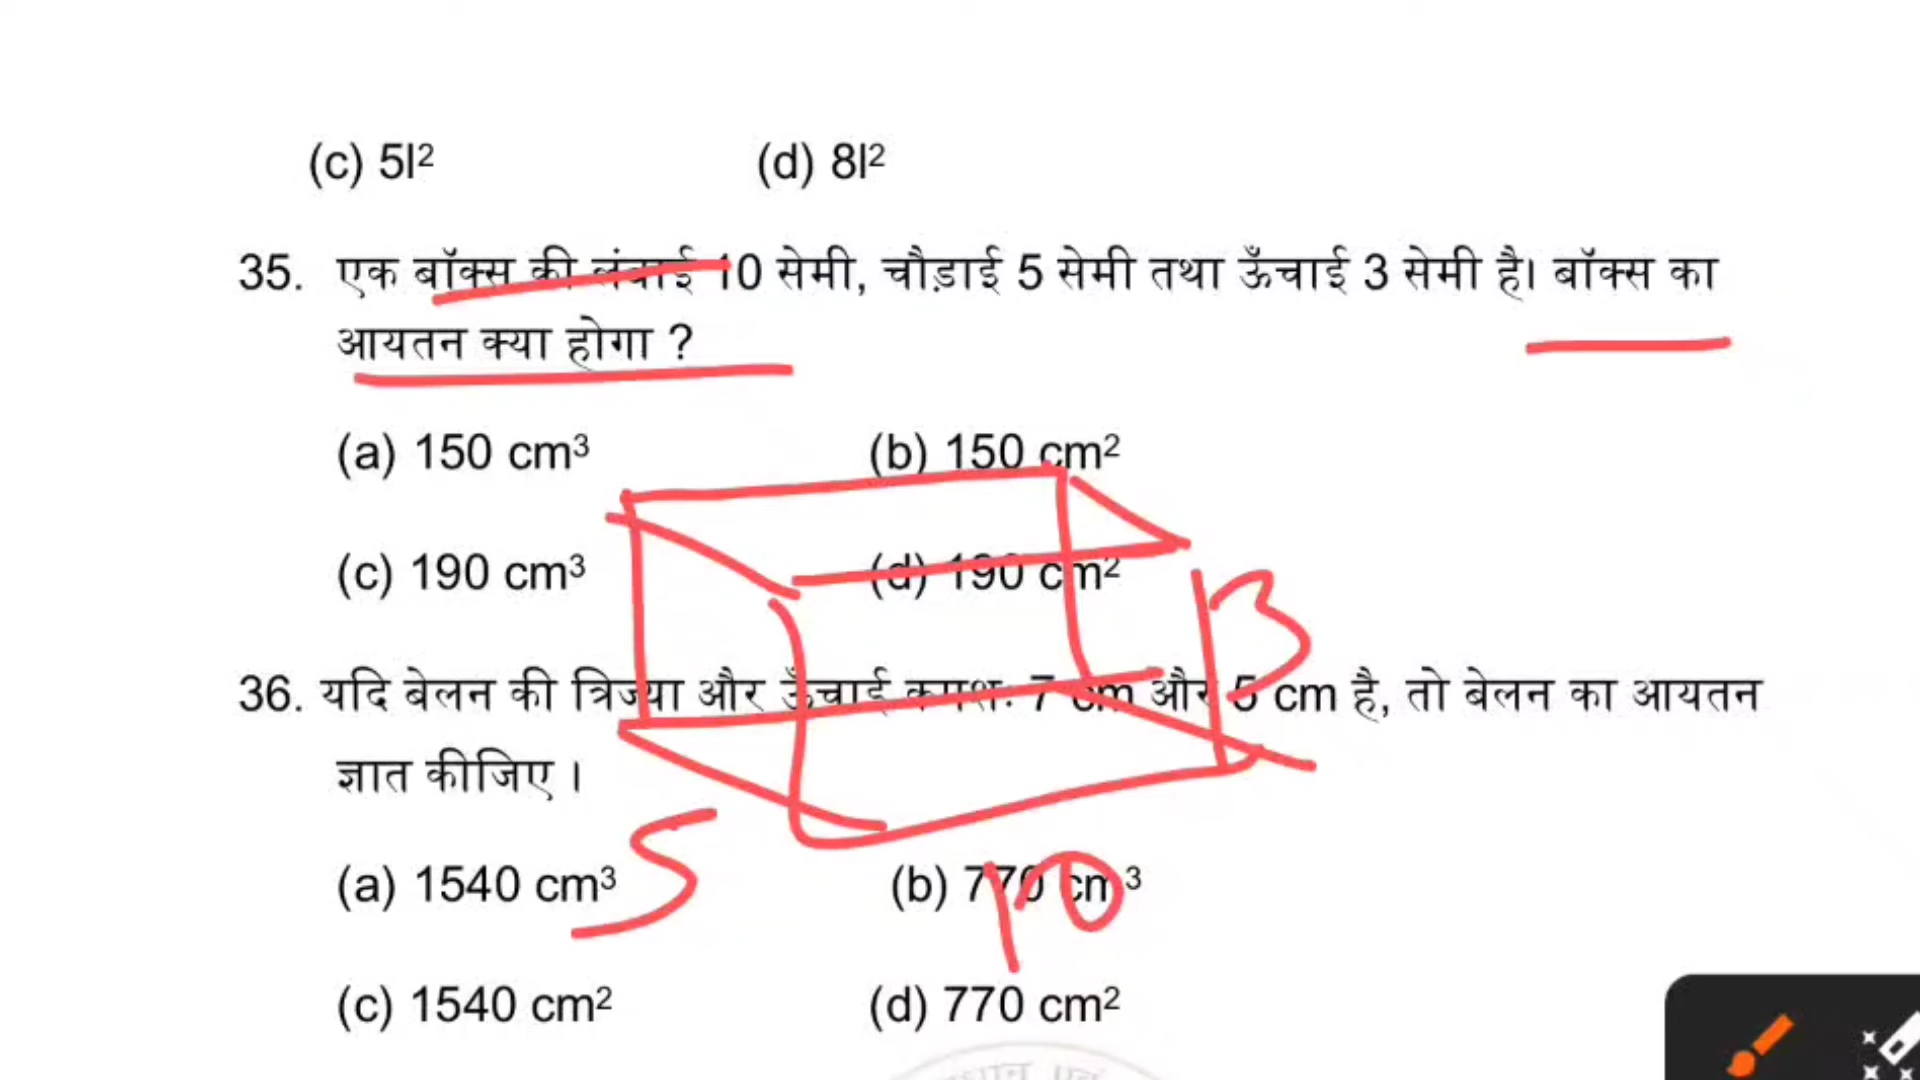 (c) 5l² (d) 8l²
35. एक बॉक्स की लंबाई 10 सेमी, चौड़ाई 5 सेमी तथा ऊँचाई 3 सेमी है। बॉक्स का
आयतन क्या होगा ?
(a) 150 cm³ (b) 150 cm²
(c) 190 cm³ (d) 190 cm²
3
36. यदि बेलन की त्रिज्या और ऊँचाई क्रमशः 7 cm और 5 cm है, तो बेलन का आयतन
ज्ञात कीजिए ।
5
(a) 1540 cm³ (b) 770 cm³
10
(c) 1540 cm² (d) 770 cm²